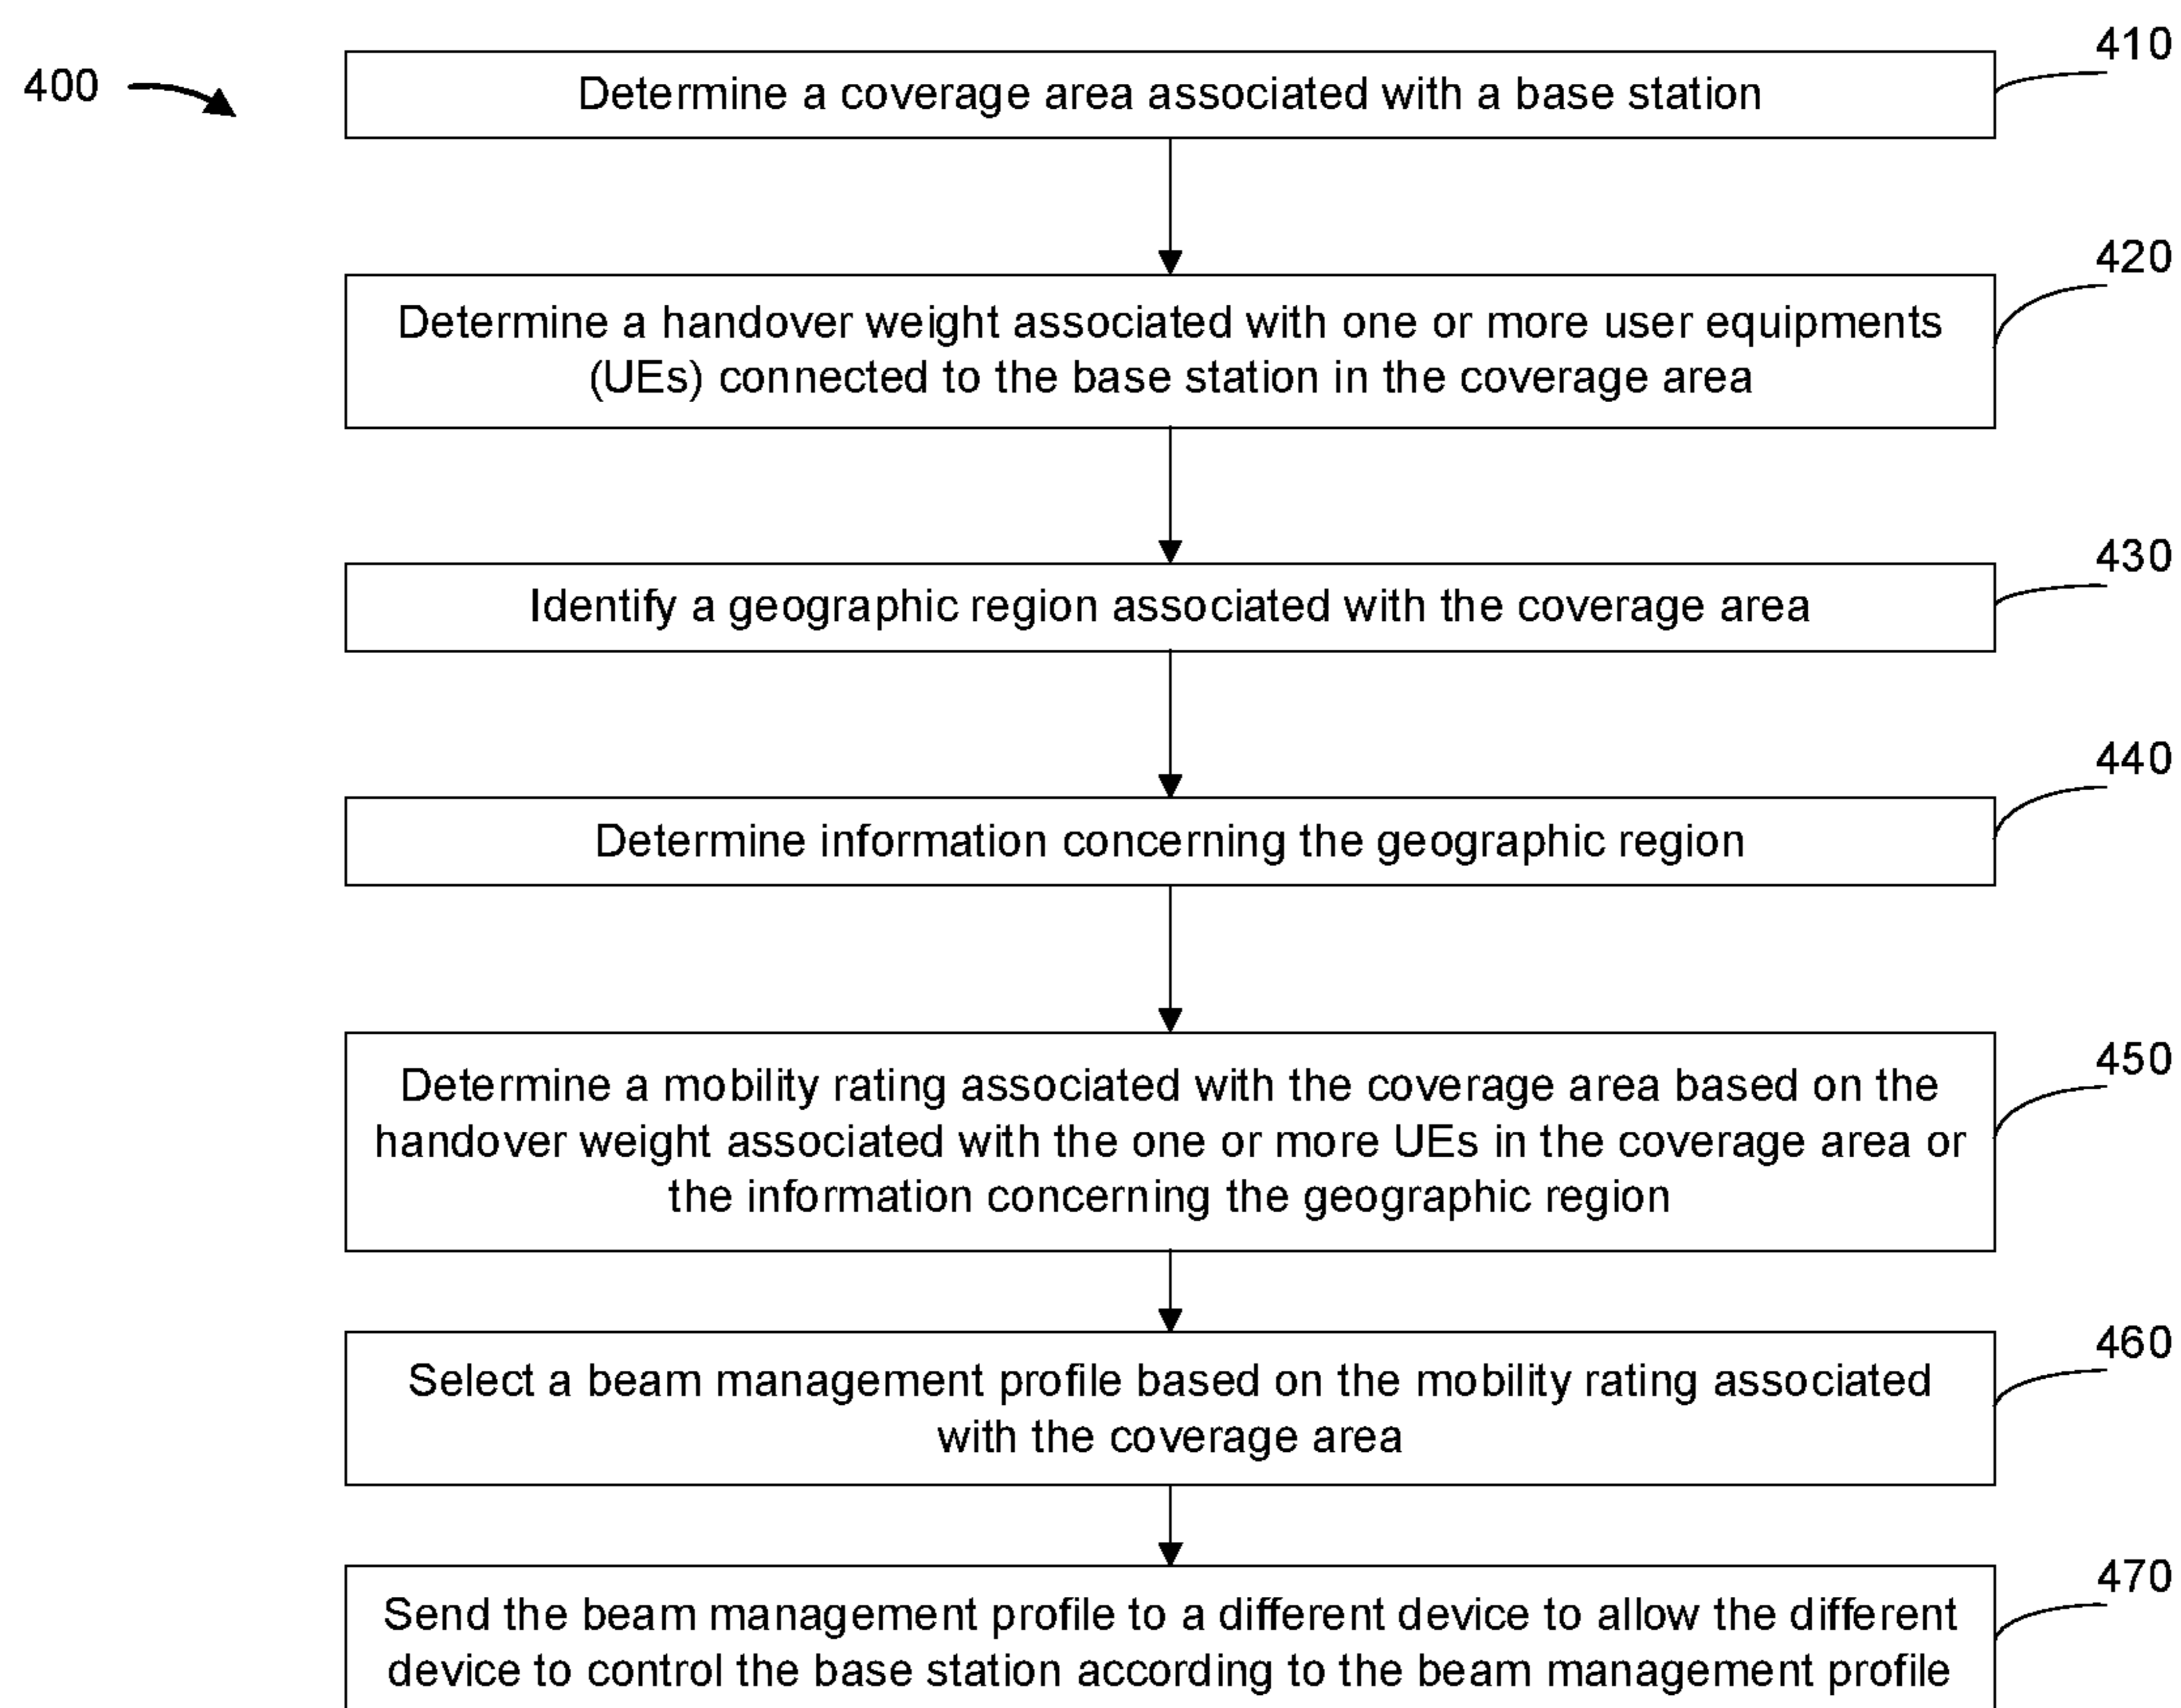 400
410
Determine a coverage area associated with a base station
420
Determine a handover weight associated with one or more user equipments
(UEs) connected to the base station in the coverage area
430
Identify a geographic region associated with the coverage area
440
Determine information concerning the geographic region
450
Determine a mobility rating associated with the coverage area based on the
handover weight associated with the one or more UEs in the coverage area or
the information concerning the geographic region
460
Select a beam management profile based on the mobility rating associated
with the coverage area
470
Send the beam management profile to a different device to allow the different
device to control the base station according to the beam management profile